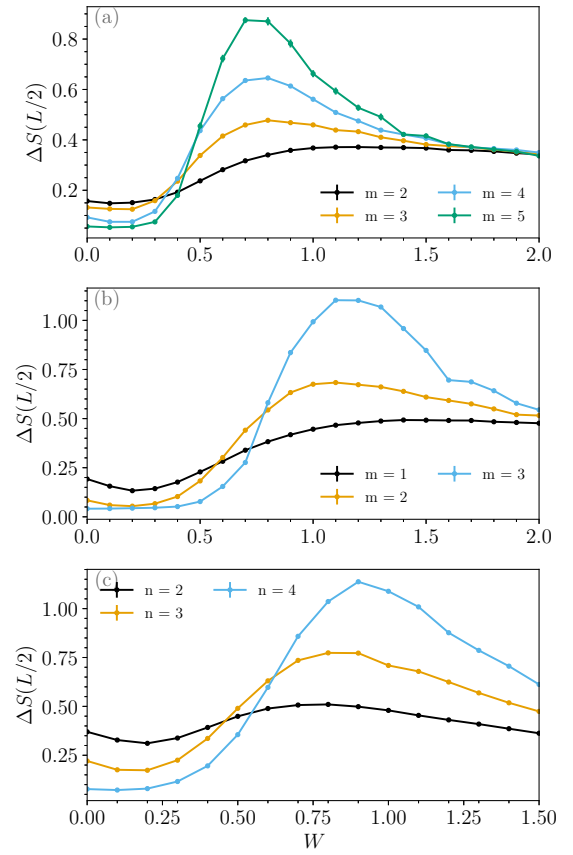 (a)
0.8
0.6
0.4
0.2
ΔS(L/2)
m = 2
m = 4
m = 3
m = 5
0.0 0.5 1.0 1.5 2.0
(b)
1.00
0.75
0.50
0.25
0.00
ΔS(L/2)
m = 1
m = 3
m = 2
0.0 0.5 1.0 1.5 2.0
(c)
n = 2
n = 4
n = 3
1.00
0.75
0.50
0.25
ΔS(L/2)
0.00 0.25 0.50 0.75 1.00 1.25 1.50
W